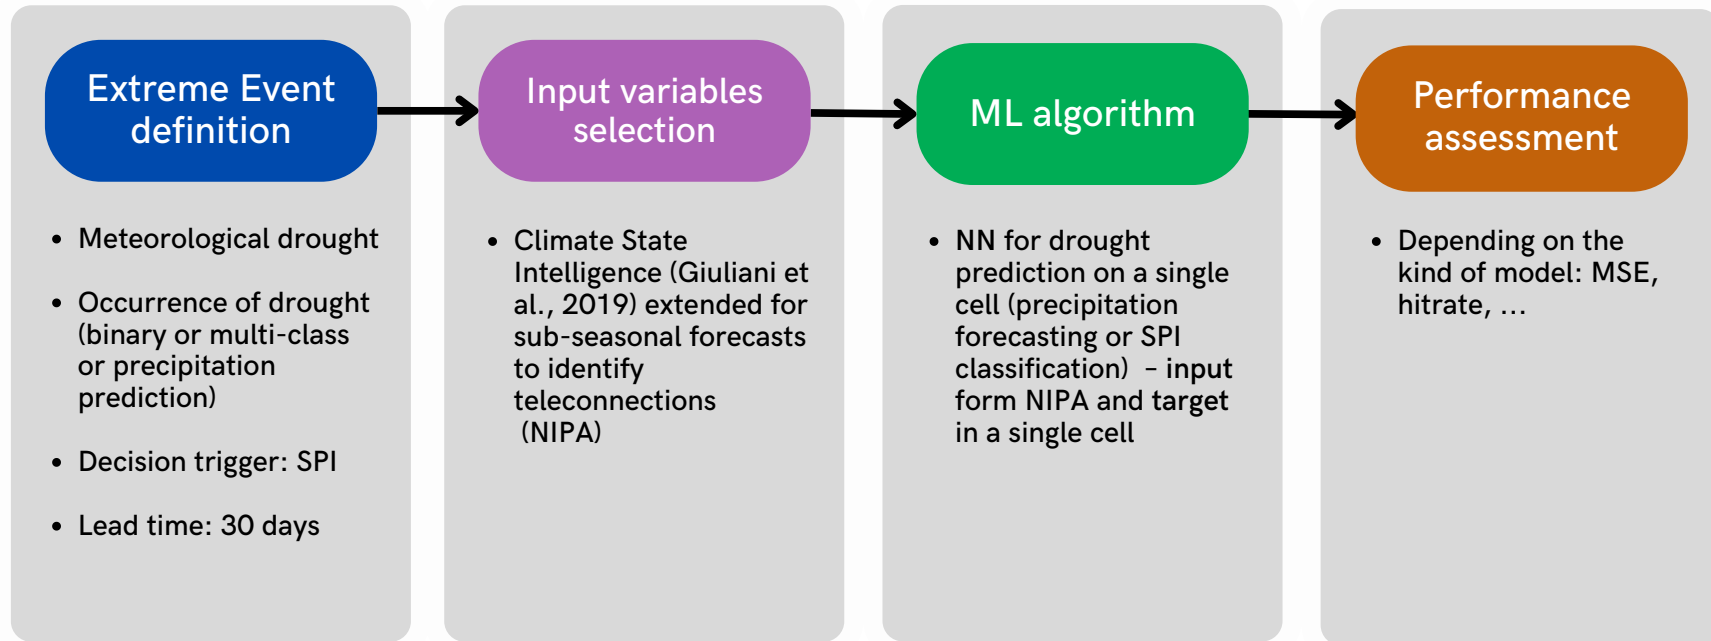 Extreme Event
definition
• Meteorological drought
• Occurrence of drought
(binary or multi-class
or precipitation
prediction)
• Decision trigger: SPI
• Lead time: 30 days
Input variables
selection
• Climate State
Intelligence (Giuliani et
al., 2019) extended for
sub-seasonal forecasts
to identify
teleconnections
(NIPA)
ML algorithm
• NN for drought
prediction on a single
cell (precipitation
forecasting or SPI
classification) – input
form NIPA and target
in a single cell
Performance
assessment
• Depending on the
kind of model: MSE,
hitrate, ...